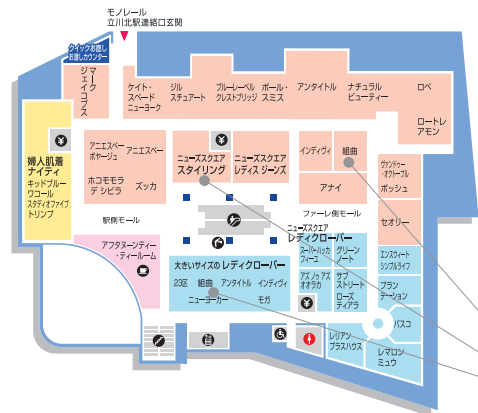 モノレール
立川北駅連絡口玄関
クイックお直し
お直しカウンター
マーク
ジェイコブス
ケイト・
スペード
ニューヨーク
ジル
スチュアート
ブルーレーベル
クレストブリッジ
ポール・
スミス
アンタイトル
ナチュラル
ビューティー
ロペ
ロートレ
アモン
婦人肌着
ナイティ
キッドブルー
ワコール
スタディオファイブ
トリンプ
アニエスベー
ボヤージュ
アニエスベー
ホコモモラ
デ シビラ
ズッカ
ニューズスクエア
スタイリング
ニューズスクエア
レディス ジーンズ
インディヴィ
組曲
アナイ
ヴァンドゥー
・オクトーブル
ボッシュ
セオリー
駅側モール
ファーレ側モール
アフタヌーンティー
・ティールーム
ニューズスクエア
レディクローバー
スーパーハッカ
フィーユ
グリーン
ノート
アズノゥアズ
オオラカ
サブ
ストリート
ローズ
ティアラ
エンスウィート
シンプルライフ
プラン
テーション
大きいサイズの レディクローバー
23区
組曲
アンタイトル
インディヴィ
ニューヨーカー
モガ
パスコ
レリアン
プラスハウス
レマロン
ミュウ